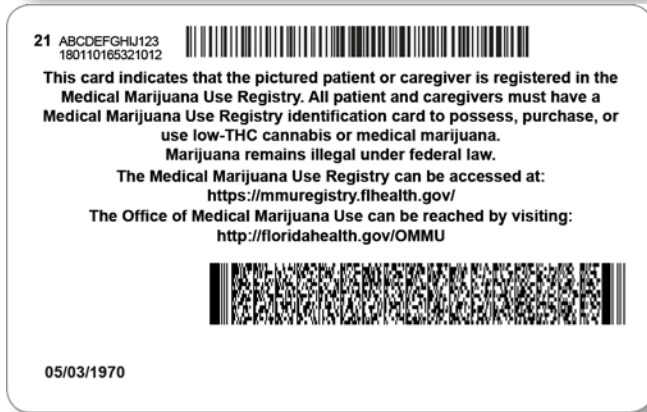 21 ABCDEFGHIJ123
180110165321012
This card indicates that the pictured patient or caregiver is registered in the
Medical Marijuana Use Registry. All patient and caregivers must have a
Medical Marijuana Use Registry identification card to possess, purchase, or
use low-THC cannabis or medical marijuana.
Marijuana remains illegal under federal law.
The Medical Marijuana Use Registry can be accessed at:
https://mmuregistry.flhealth.gov/
The Office of Medical Marijuana Use can be reached by visiting:
http://floridahealth.gov/OMMU
05/03/1970